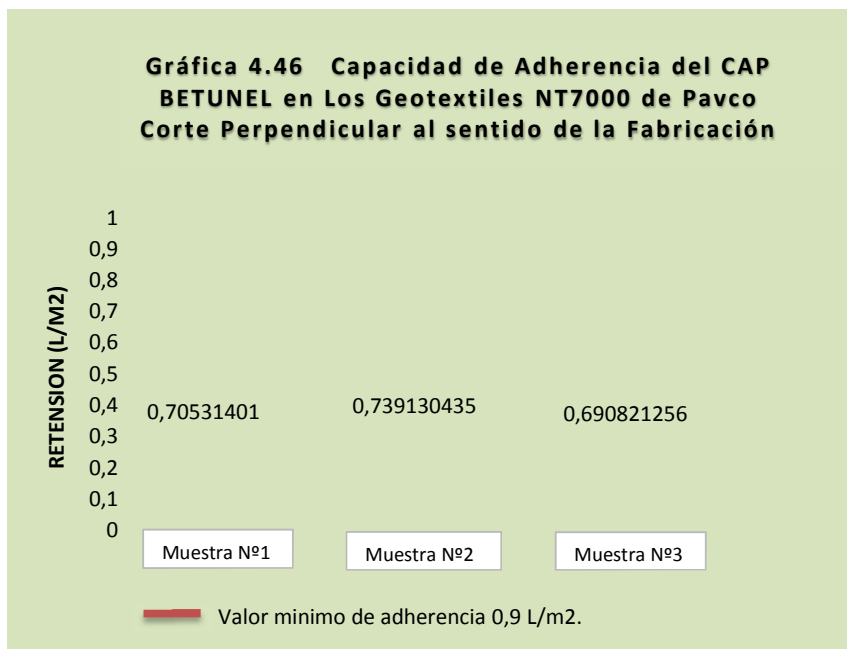 Gráfica 4.46 Capacidad de Adherencia del CAP
BETUNEL en Los Geotextiles NT7000 de Pavco
Corte Perpendicular al sentido de la Fabricación
RETENSION (L/M2)
1
0,9
0,8
0,7
0,6
0,5
0,4
0,3
0,2
0,1
0
0,70531401
0,739130435
0,690821256
Muestra Nº1
Muestra Nº2
Muestra Nº3
Valor minimo de adherencia 0,9 L/m2.